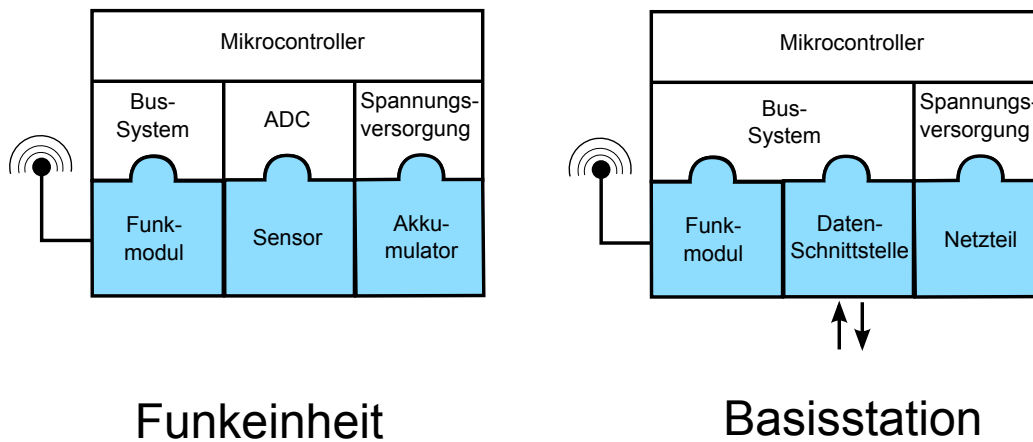 Mikrocontroller
Bus-
System
ADC
Spannungs-
versorgung
Funk-
modul
Sensor
Akku-
mulator
Funkeinheit
Mikrocontroller
Bus-
System
Spannungs-
versorgung
Funk-
modul
Daten-
Schnittstelle
Netzteil
Basisstation